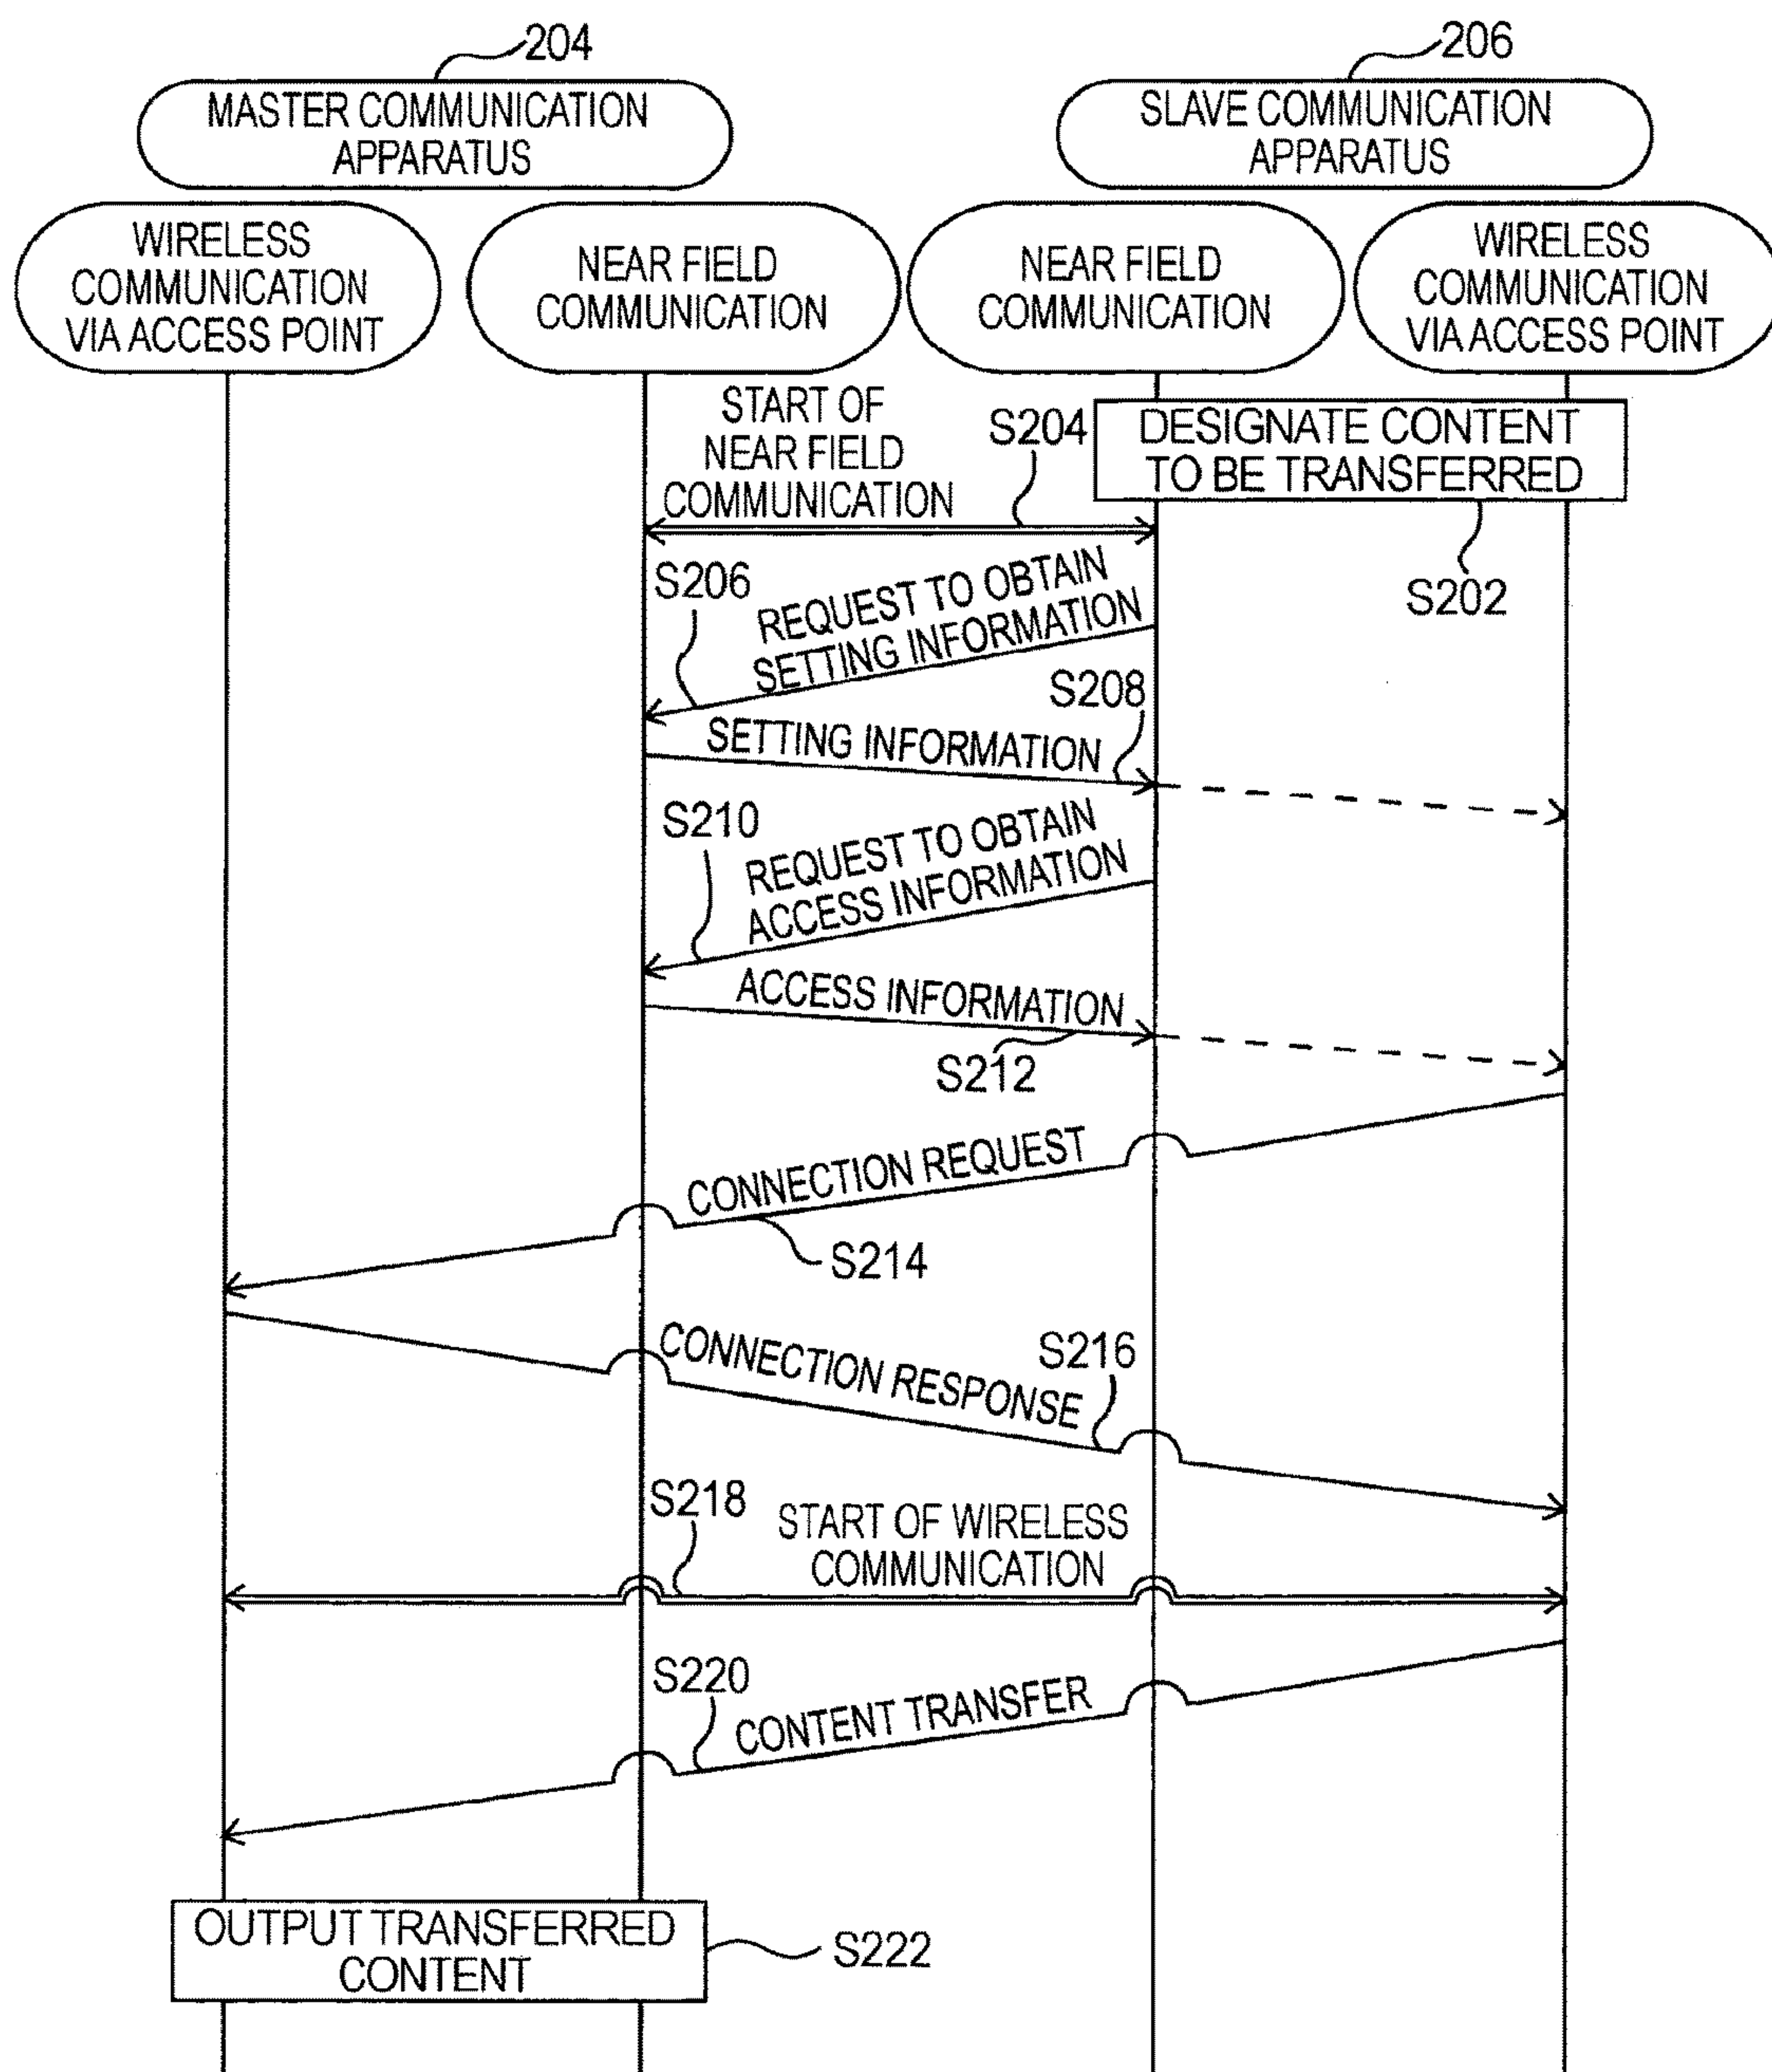 204
206
MASTER COMMUNICATION
APPARATUS
SLAVE COMMUNICATION
APPARATUS
WIRELESS
COMMUNICATION
VIA ACCESS POINT
NEAR FIELD
COMMUNICATION
NEAR FIELD
COMMUNICATION
WIRELESS
COMMUNICATION
VIA ACCESS POINT
START OF
NEAR FIELD
COMMUNICATION
S204
DESIGNATE CONTENT
TO BE TRANSFERRED
S202
S206
REQUEST TO OBTAIN
SETTING INFORMATION
S208
SETTING INFORMATION
S210
REQUEST TO OBTAIN
ACCESS INFORMATION
ACCESS INFORMATION
S212
CONNECTION REQUEST
S214
CONNECTION RESPONSE
S216
S218
START OF WIRELESS
COMMUNICATION
S220
CONTENT TRANSFER
OUTPUT TRANSFERRED
CONTENT
S222